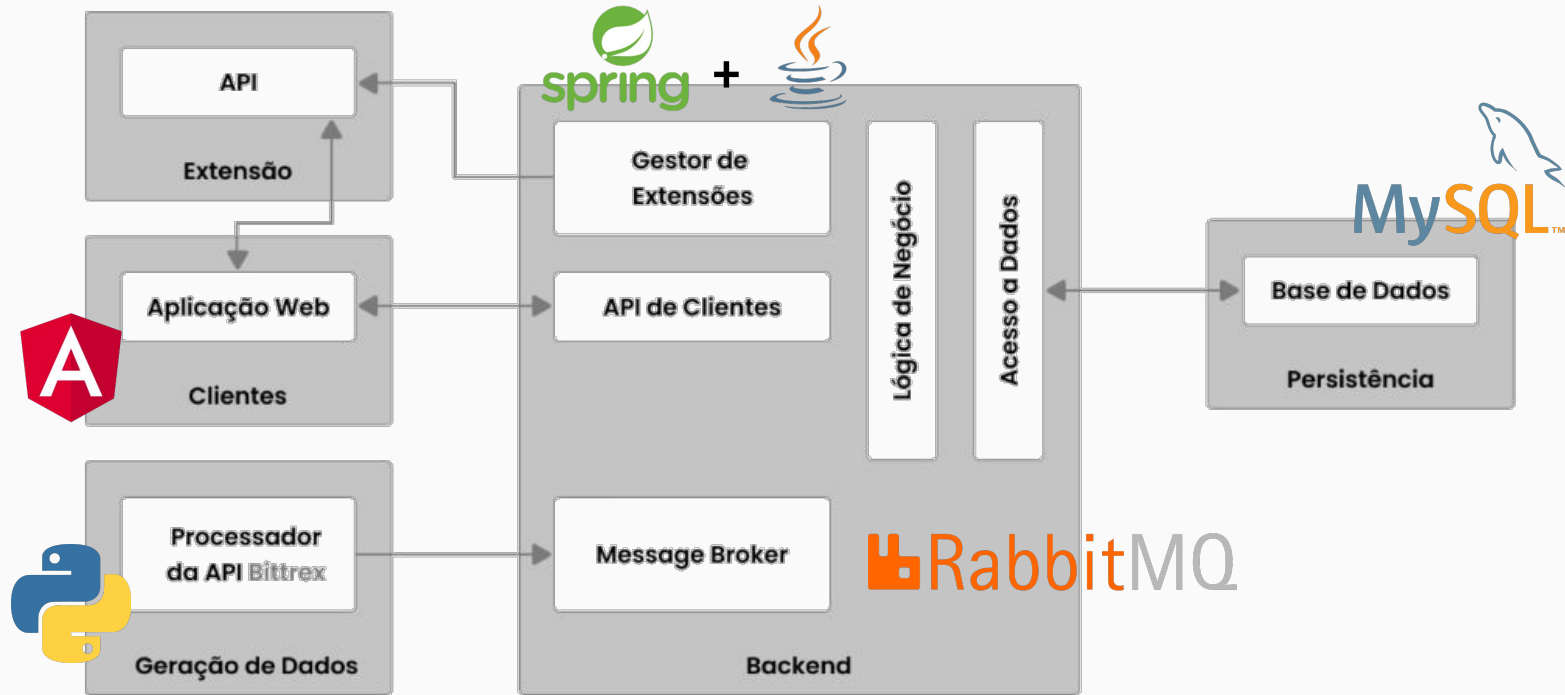 API
Extensão
Aplicação Web
Clientes
Processador
da API Bittrex
Geração de Dados
spring
+
Gestor de
Extensões
API de Clientes
Message Broker
Lógica de Negócio
Acesso a Dados
RabbitMQ
Backend
MySQL™
Base de Dados
Persistência
A